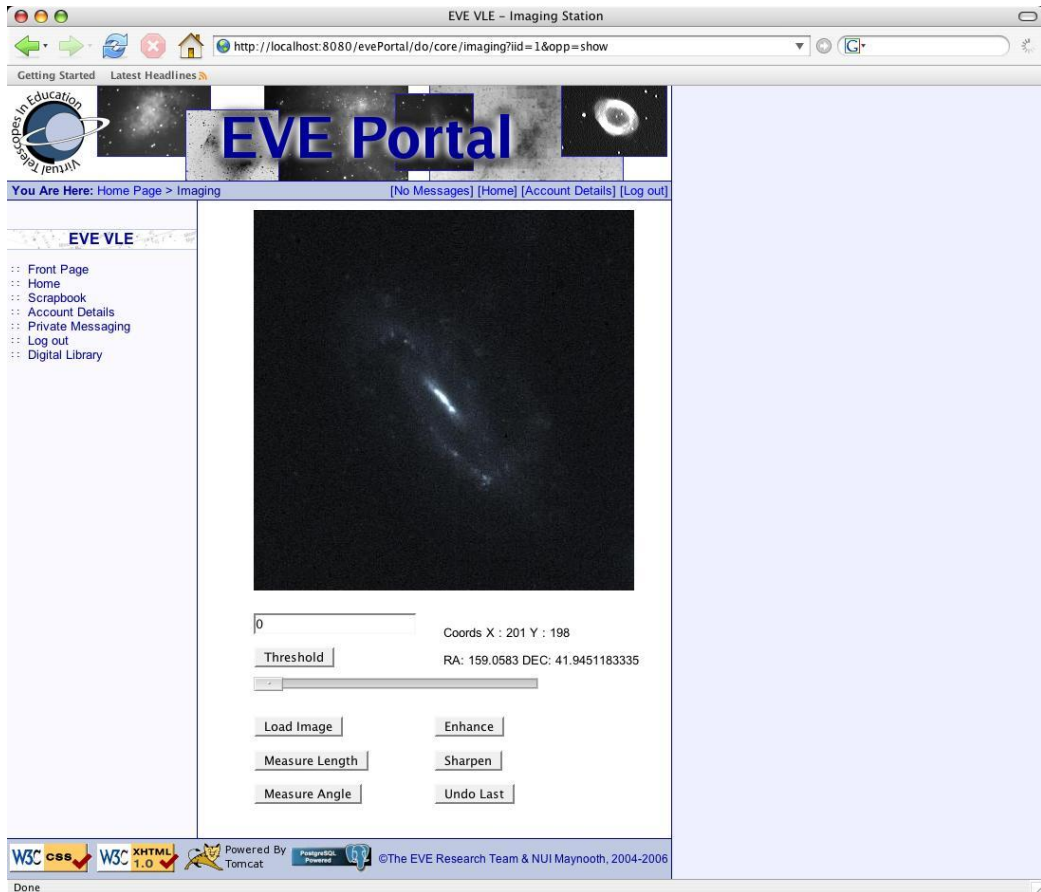 EVE VLE – Imaging Station
http://localhost:8080/evePortal/do/core/imaging?iid=1&opp=show
G
Getting Started Latest Headlines
Virtual Telescopes In Education
EVE Portal
You Are Here: Home Page > Imaging [No Messages] [Home] [Account Details] [Log out]
EVE VLE
:: Front Page
:: Home
:: Scrapbook
:: Account Details
:: Private Messaging
:: Log out
:: Digital Library
0
Coords X : 201 Y : 198
Threshold
RA: 159.0583 DEC: 41.9451183335
Load Image Enhance
Measure Length Sharpen
Measure Angle Undo Last
W3C css W3C XHTML 1.0 Powered By Tomcat PostgreSQL Powered ©The EVE Research Team & NUI Maynooth, 2004-2006
Done